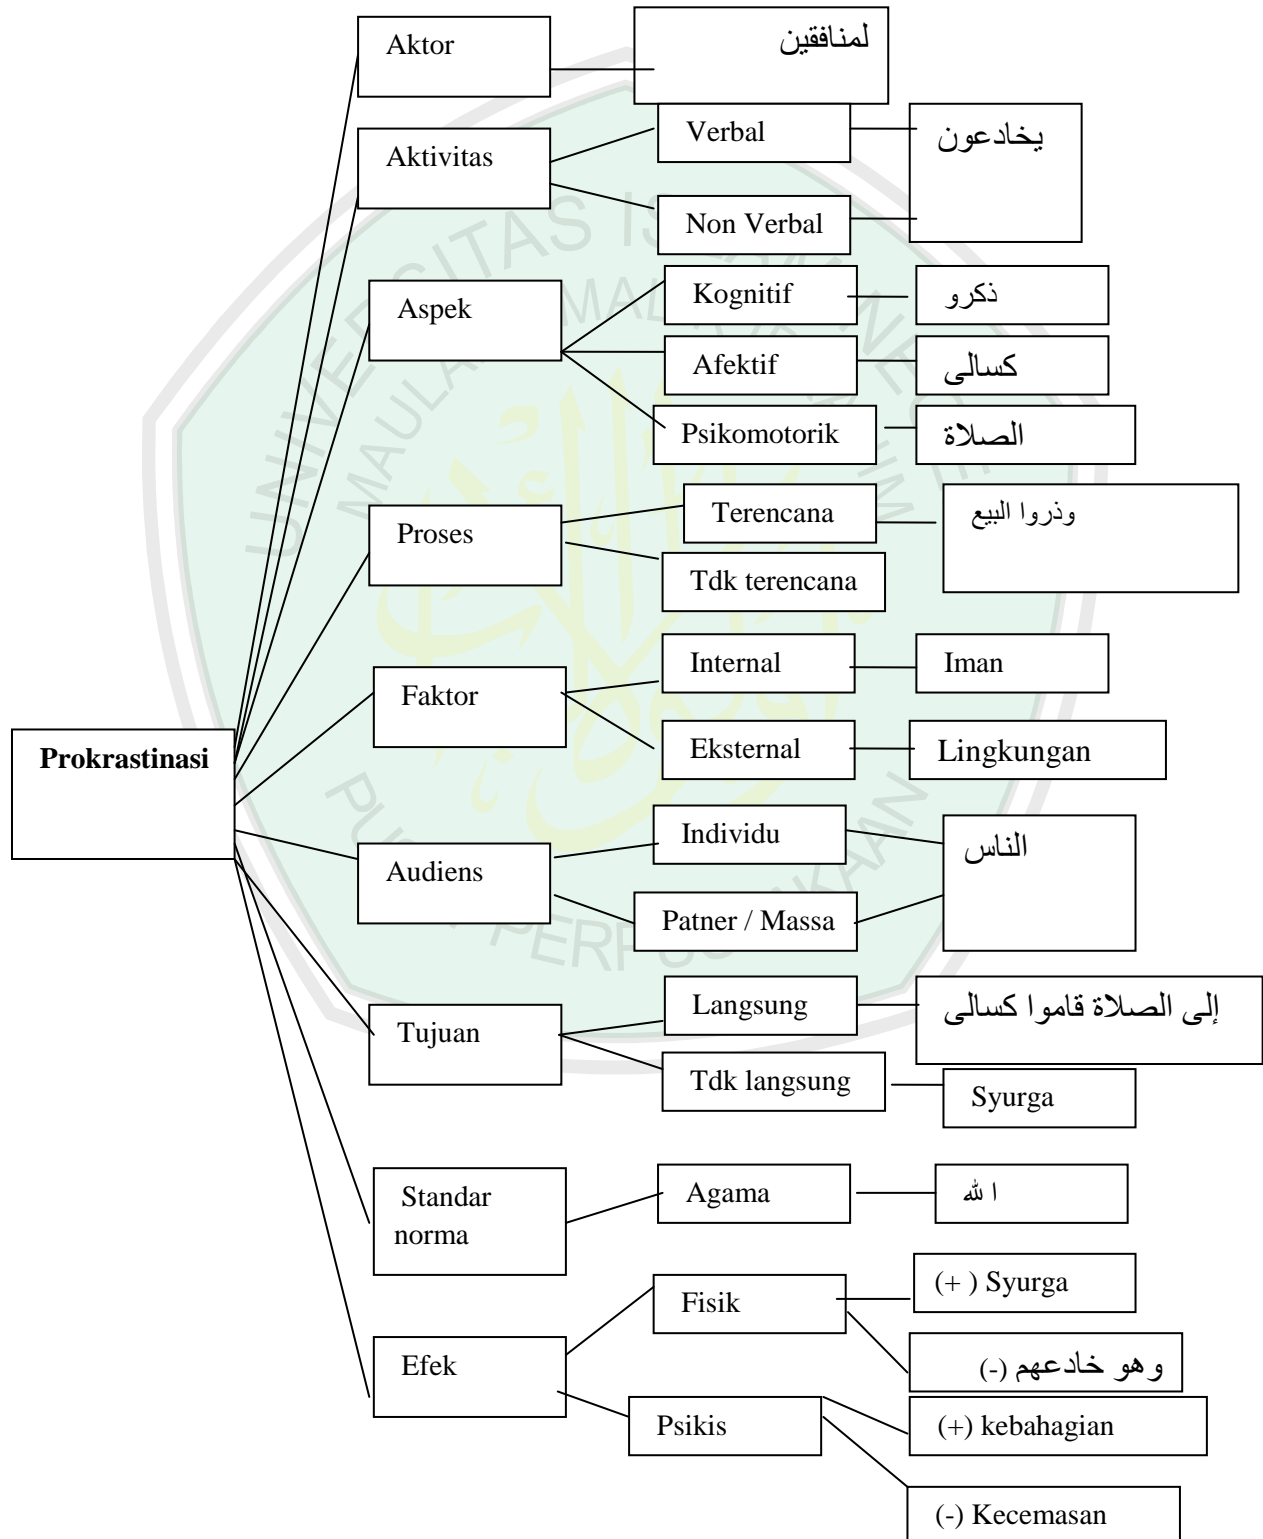 Aktor
لمنافقين
Aktivitas
Verbal
يخادعون
Non Verbal
Aspek
Kognitif
ذكرو
Afektif
كسالى
Psikomotorik
الصلاة
Proses
Terencana
وذروا البيع
Tdk terencana
Faktor
Internal
Iman
Eksternal
Lingkungan
Prokrastinasi
Audiens
Individu
الناس
Patner / Massa
Tujuan
Langsung
إلى الصلاة قاموا كسالى
Tdk langsung
Syurga
Standar
norma
Agama
ا لله
Efek
Fisik
(+ ) Syurga
وهو خادعهم (-)
Psikis
(+) kebahagian
(-) Kecemasan